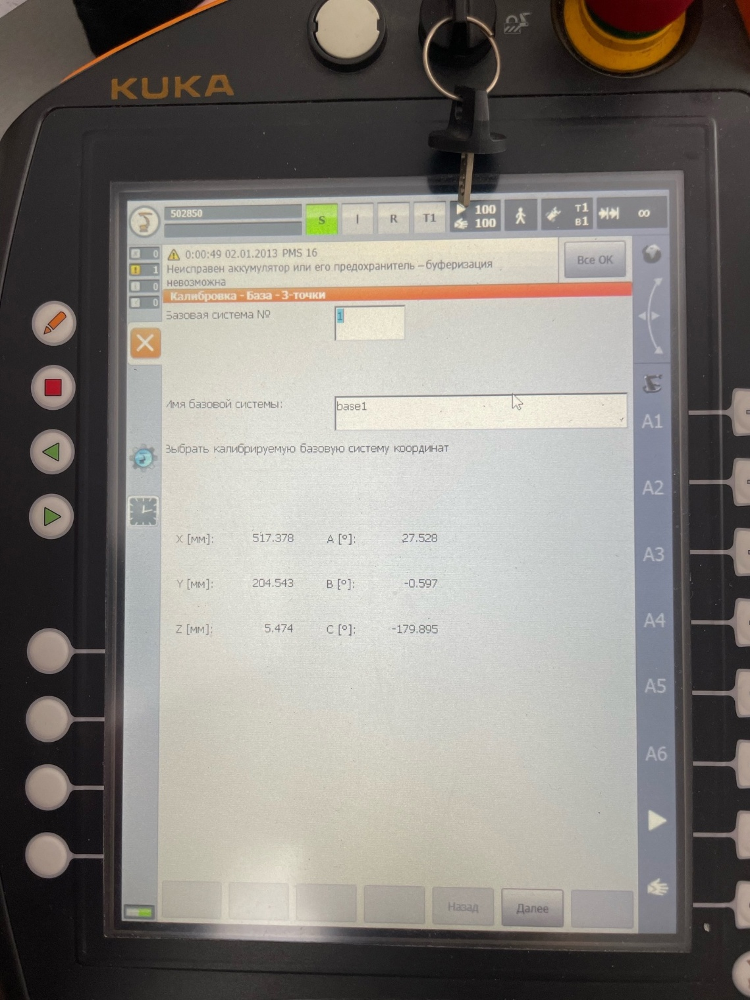 KUKA
502850
S
I
R
T1
100
100
T1
B1
∞
0
1
0
0
0:00:49 02.01.2013 PMS 16
Неисправен аккумулятор или его предохранитель –буферизация
невозможна
Все ОК
Калибровка - База - 3-точки
Базовая система №
1
Имя базовой системы:
base1
Выбрать калибрируемую базовую систему координат
X [мм]: 517.378 A [°]: 27.528
Y [мм]: 204.543 B [°]: -0.597
Z [мм]: 5.474 C [°]: -179.895
A1
A2
A3
A4
A5
A6
Назад
Далее